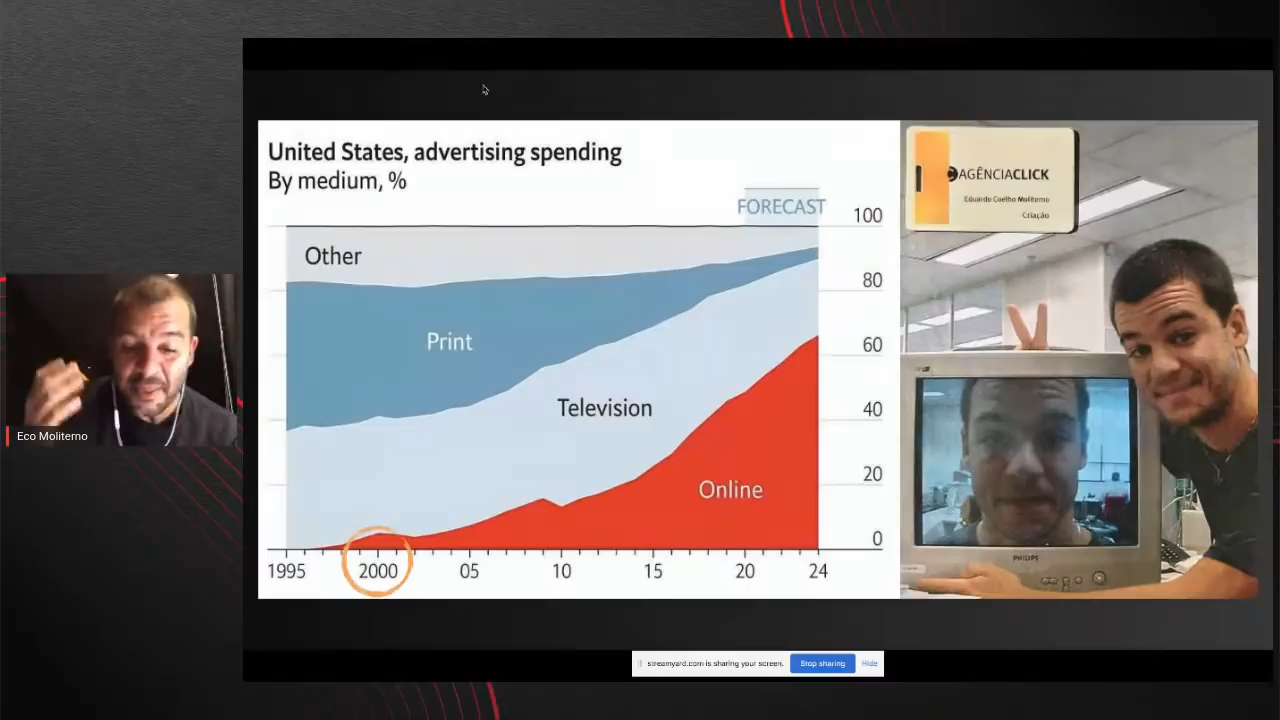 United States, advertising spending
By medium, %
FORECAST
100
Other
80
Print
60
Television
40
20
Online
0
1995
2000
05
10
15
20
24
AGÊNCIACLICK
Eduardo Coelho Moliterno
Criação
PHILIPS
Eco Moliterno
streamyard.com is sharing your screen.
Stop sharing
Hide